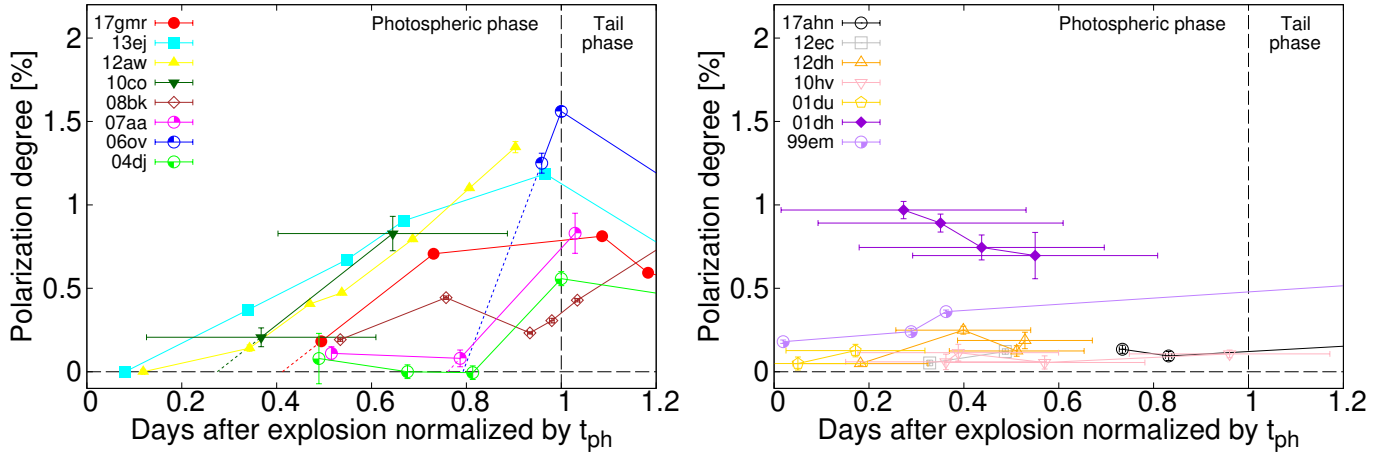 Polarization degree [%]
2
1.5
1
0.5
0
17gmr
13ej
12aw
10co
08bk
07aa
06ov
04dj
Photospheric phase
Tail
phase
0 0.2 0.4 0.6 0.8 1 1.2
Days after explosion normalized by t_ph
Polarization degree [%]
2
1.5
1
0.5
0
17ahn
12ec
12dh
10hv
01du
01dh
99em
Photospheric phase
Tail
phase
0 0.2 0.4 0.6 0.8 1 1.2
Days after explosion normalized by t_ph